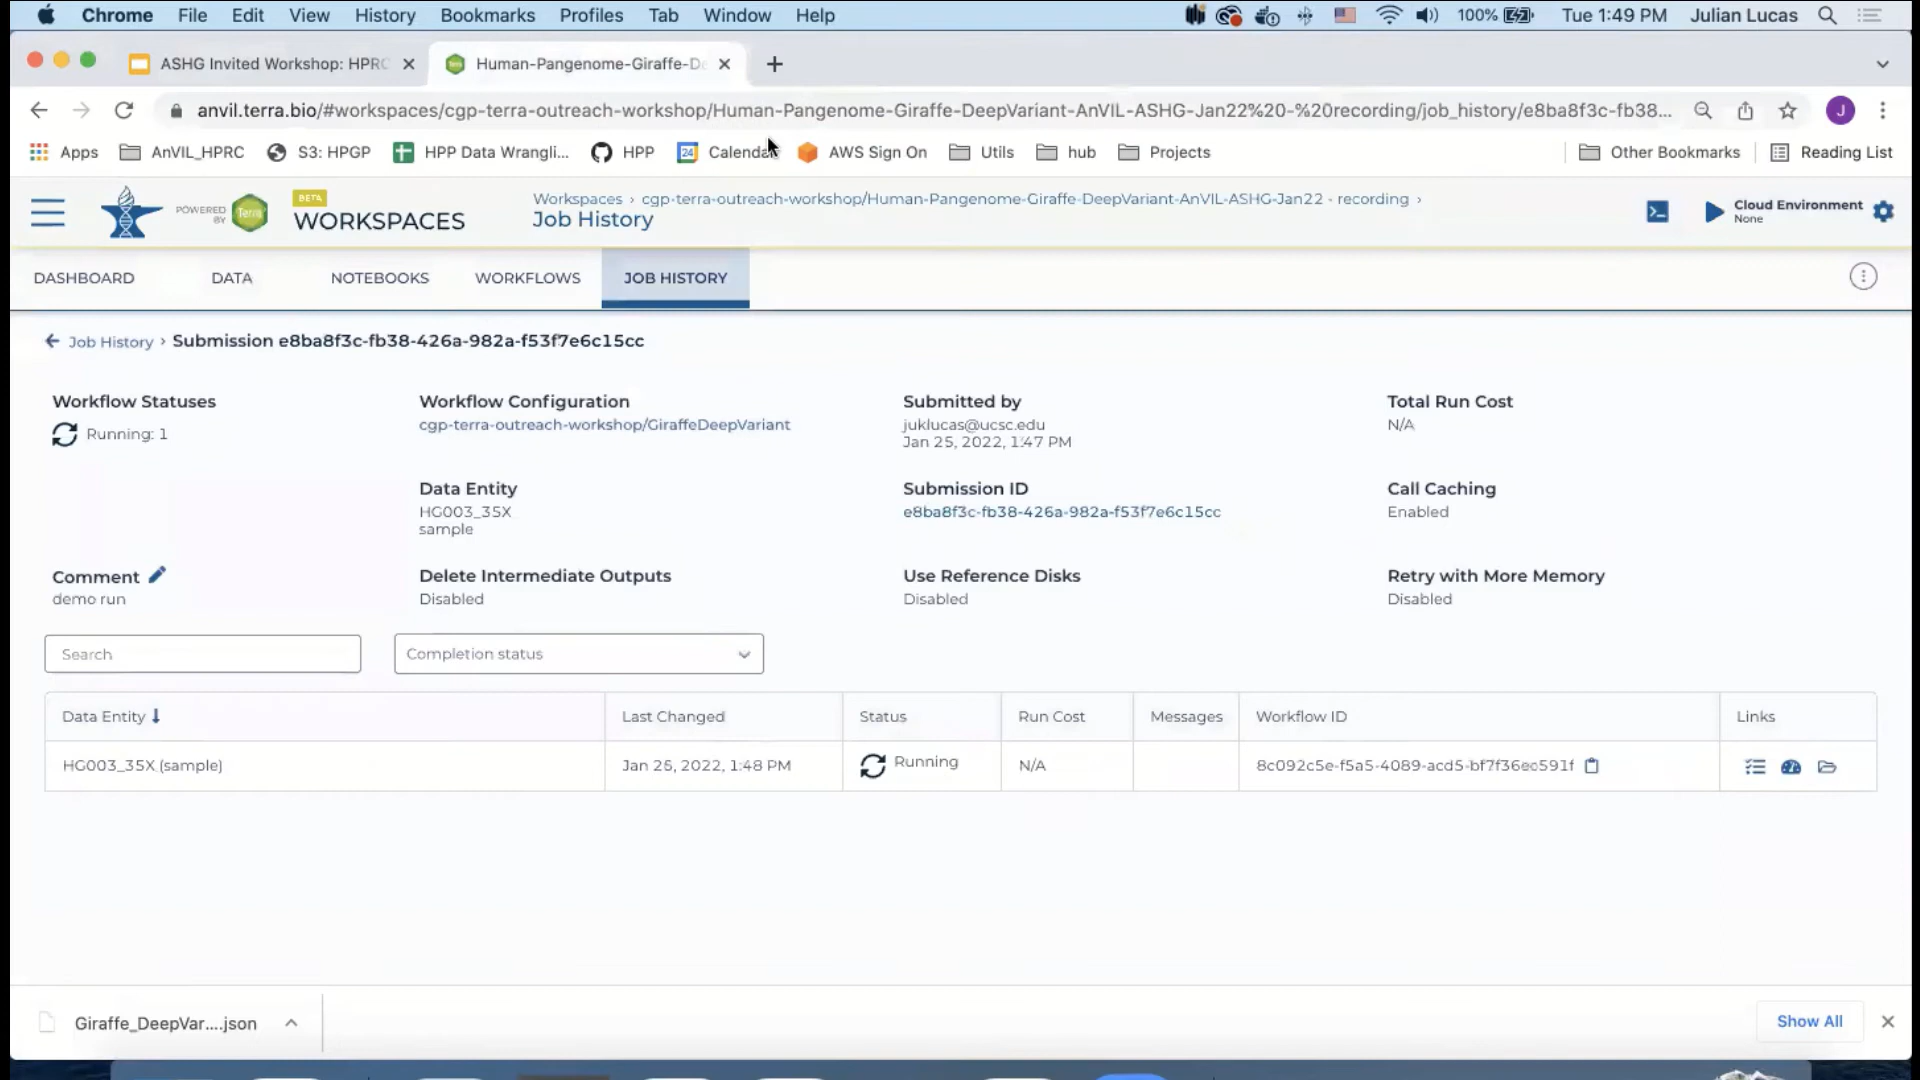 Chrome File Edit View History Bookmarks Profiles Tab Window Help 100% Tue 1:49 PM Julian Lucas
ASHG Invited Workshop: HPRC Human-Pangenome-Giraffe-De
anvil.terra.bio/#workspaces/cgp-terra-outreach-workshop/Human-Pangenome-Giraffe-DeepVariant-AnVIL-ASHG-Jan22%20-%20recording/job_history/e8ba8f3c-fb38... J
Apps AnVIL_HPRC S3: HPGP HPP Data Wrangli... HPP 24 Calendar AWS Sign On Utils hub Projects Other Bookmarks Reading List
POWERED BY Terra
BETA
WORKSPACES
Workspaces › cgp-terra-outreach-workshop/Human-Pangenome-Giraffe-DeepVariant-AnVIL-ASHG-Jan22 - recording ›
Job History
Cloud Environment
None
DASHBOARD DATA NOTEBOOKS WORKFLOWS JOB HISTORY
Job History › Submission e8ba8f3c-fb38-426a-982a-f53f7e6c15cc
Workflow Statuses
Running: 1
Workflow Configuration
cgp-terra-outreach-workshop/GiraffeDeepVariant
Submitted by
juklucas@ucsc.edu
Jan 25, 2022, 1:47 PM
Total Run Cost
N/A
Data Entity
HG003_35X
sample
Submission ID
e8ba8f3c-fb38-426a-982a-f53f7e6c15cc
Call Caching
Enabled
Comment
demo run
Delete Intermediate Outputs
Disabled
Use Reference Disks
Disabled
Retry with More Memory
Disabled
Search
Completion status
Data Entity Last Changed Status Run Cost Messages Workflow ID Links
HG003_35X (sample) Jan 25, 2022, 1:48 PM Running N/A 8c092c5e-f5a5-4089-acd5-bf7f36ec591f
Giraffe_DeepVar....json
Show All